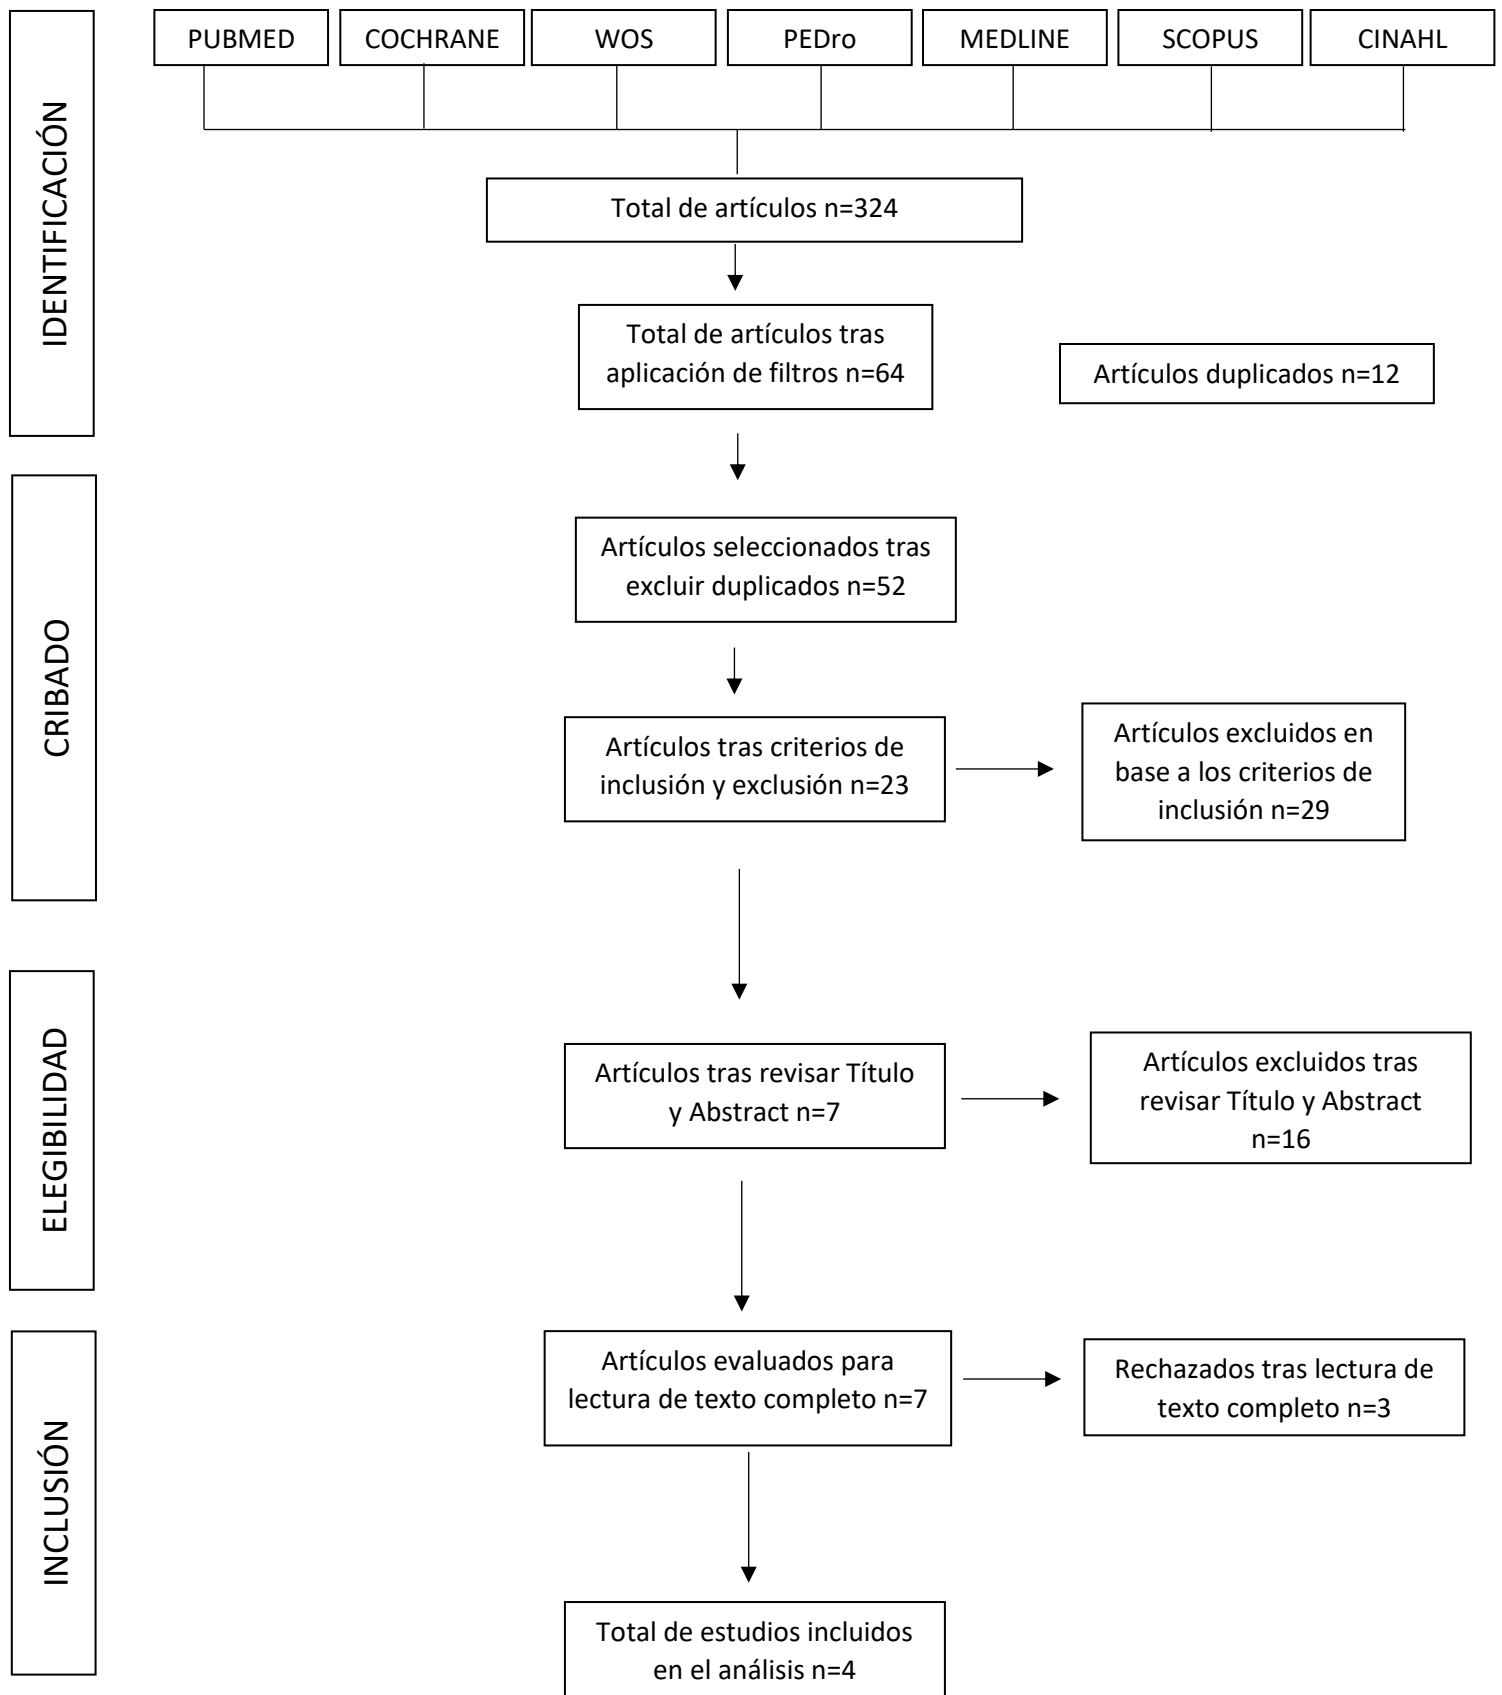 PUBMED
COCHRANE
WOS
PEDro
MEDLINE
SCOPUS
CINAHL
IDENTIFICACIÓN
Total de artículos n=324
Total de artículos tras
aplicación de filtros n=64
Artículos duplicados n=12
CRIBADO
Artículos seleccionados tras
excluir duplicados n=52
Artículos tras criterios de
inclusión y exclusión n=23
Artículos excluidos en
base a los criterios de
inclusión n=29
ELEGIBILIDAD
Artículos tras revisar Título
y Abstract n=7
Artículos excluidos tras
revisar Título y Abstract
n=16
INCLUSIÓN
Artículos evaluados para
lectura de texto completo n=7
Rechazados tras lectura de
texto completo n=3
Total de estudios incluidos
en el análisis n=4